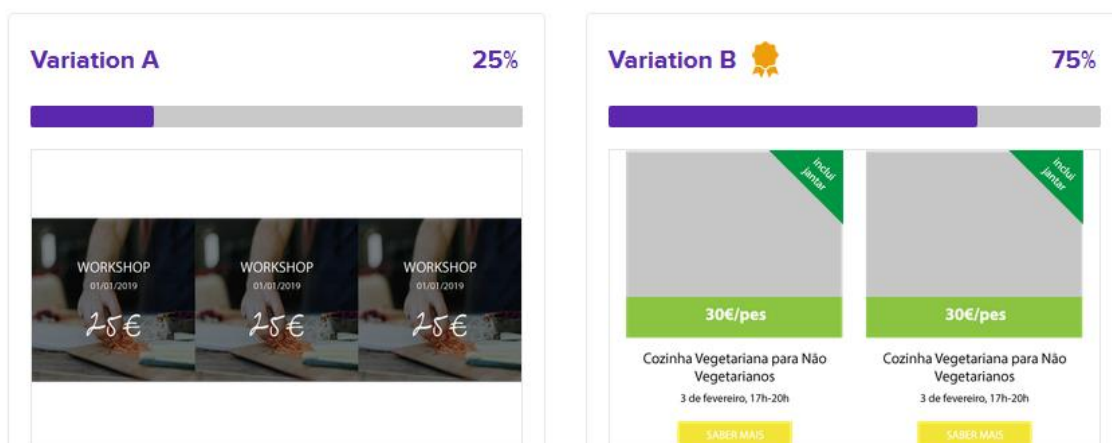 Variation A
25%
WORKSHOP
01/01/2019
25€
WORKSHOP
01/01/2019
25€
WORKSHOP
01/01/2019
25€
Variation B
75%
inclui
jantar
30€/pes
Cozinha Vegetariana para Não
Vegetarianos
3 de fevereiro, 17h-20h
SABER MAIS
inclui
jantar
30€/pes
Cozinha Vegetariana para Não
Vegetarianos
3 de fevereiro, 17h-20h
SABER MAIS